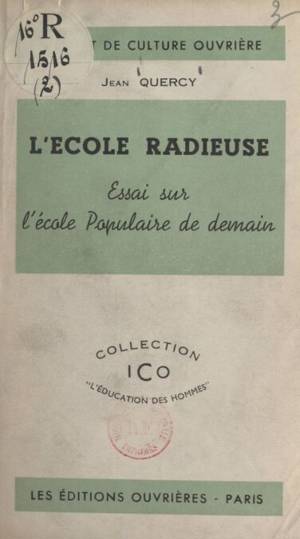 16° R
1516
(2)
T DE CULTURE OUVRIÈRE
JEAN QUERCY
L'ECOLE RADIEUSE
Essai sur
l'école Populaire de demain
COLLECTION
ICO
"L'ÉDUCATION DES HOMMES"
LES ÉDITIONS OUVRIÈRES - PARIS